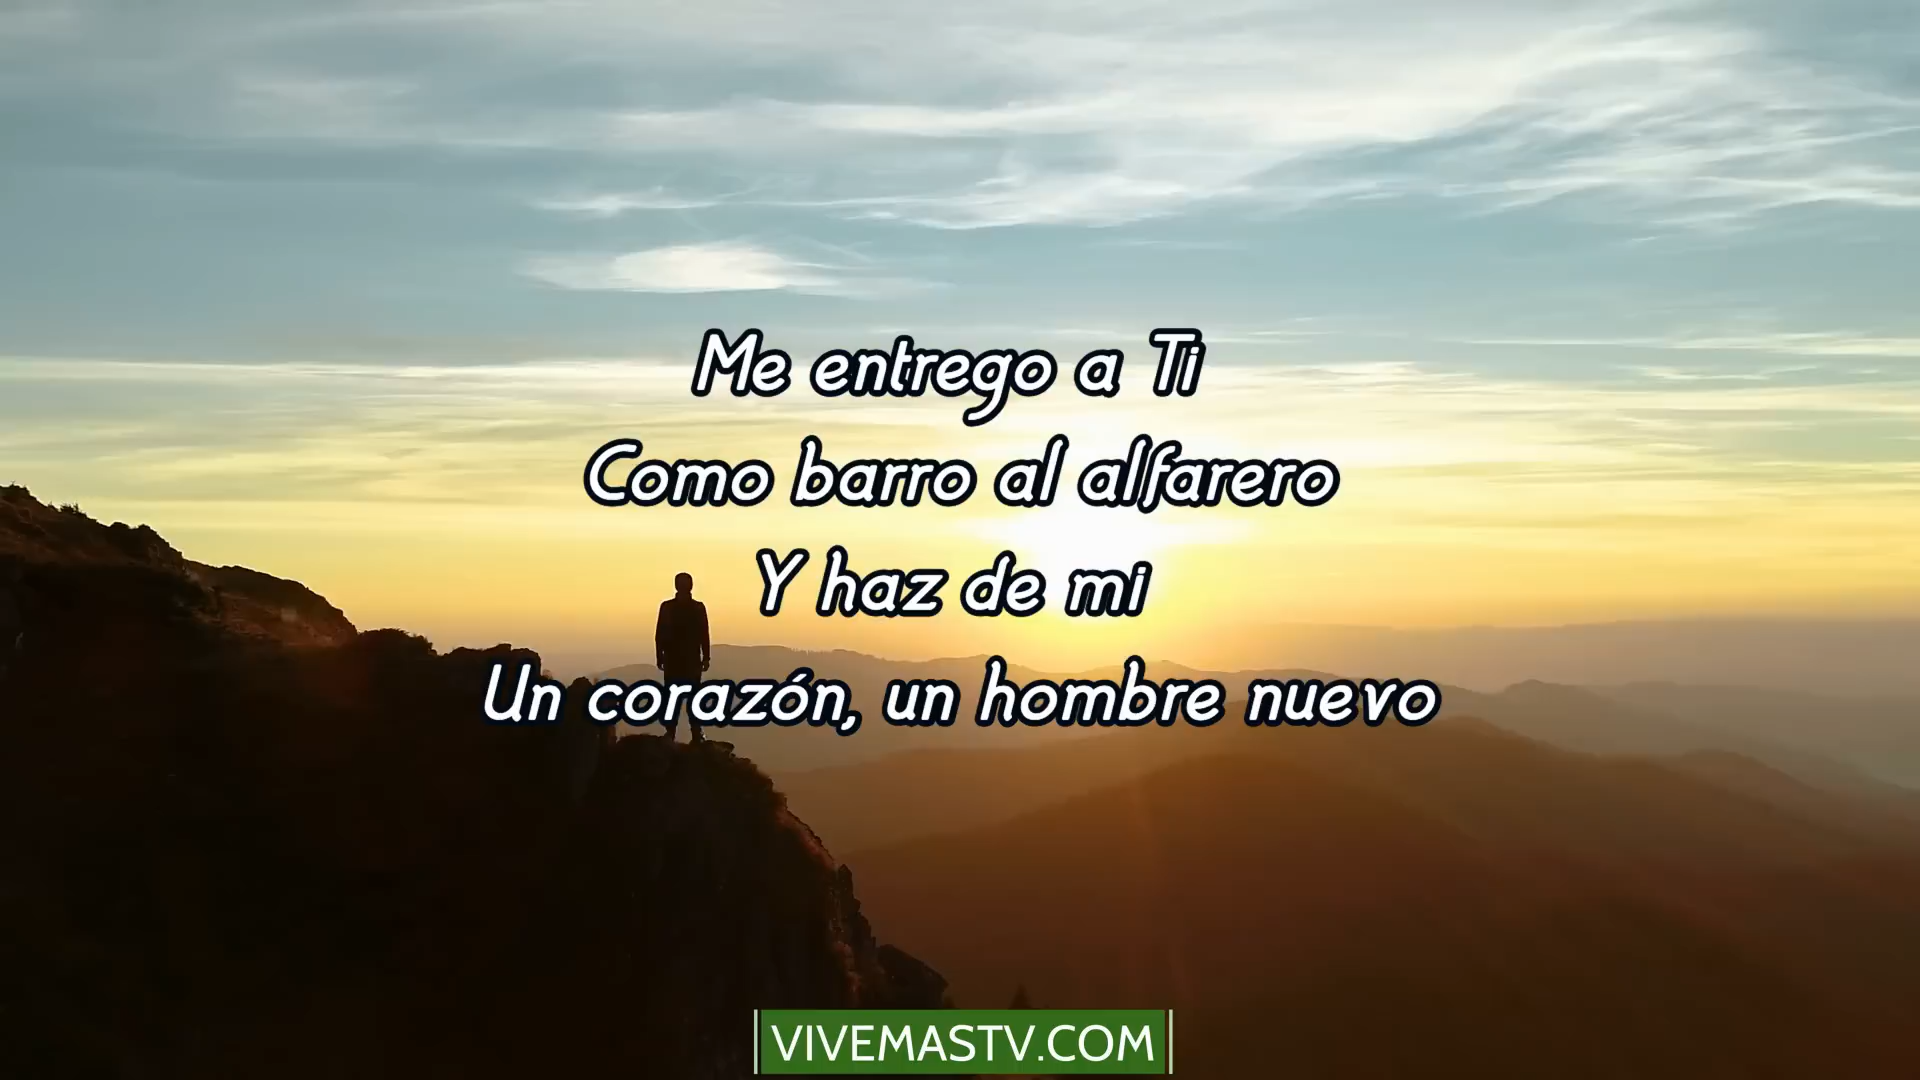 Me entrego a Ti
Como barro al alfarero
Y haz de mi
Un corazón, un hombre nuevo
VIVEMASTV.COM